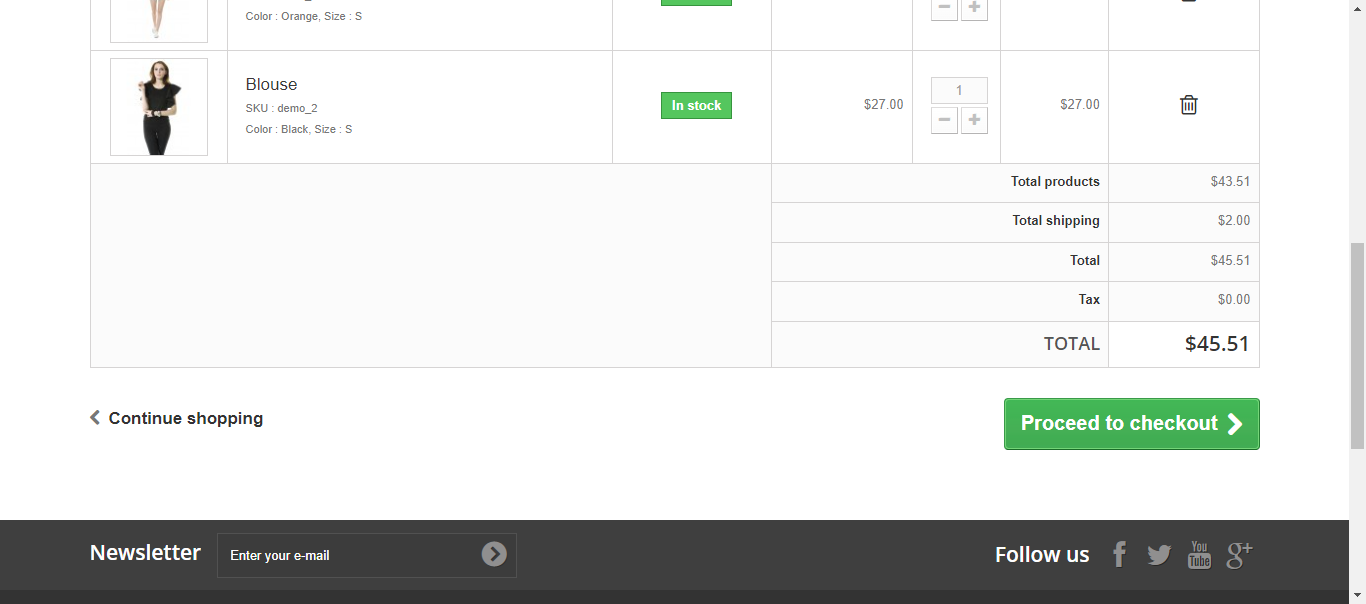 Color : Orange, Size : S
Blouse
SKU : demo_2
Color : Black, Size : S
In stock
$27.00
1
$27.00
Total products $43.51
Total shipping $2.00
Total $45.51
Tax $0.00
TOTAL $45.51
Continue shopping
Proceed to checkout
Newsletter
Enter your e-mail
Follow us
You
Tube
g+